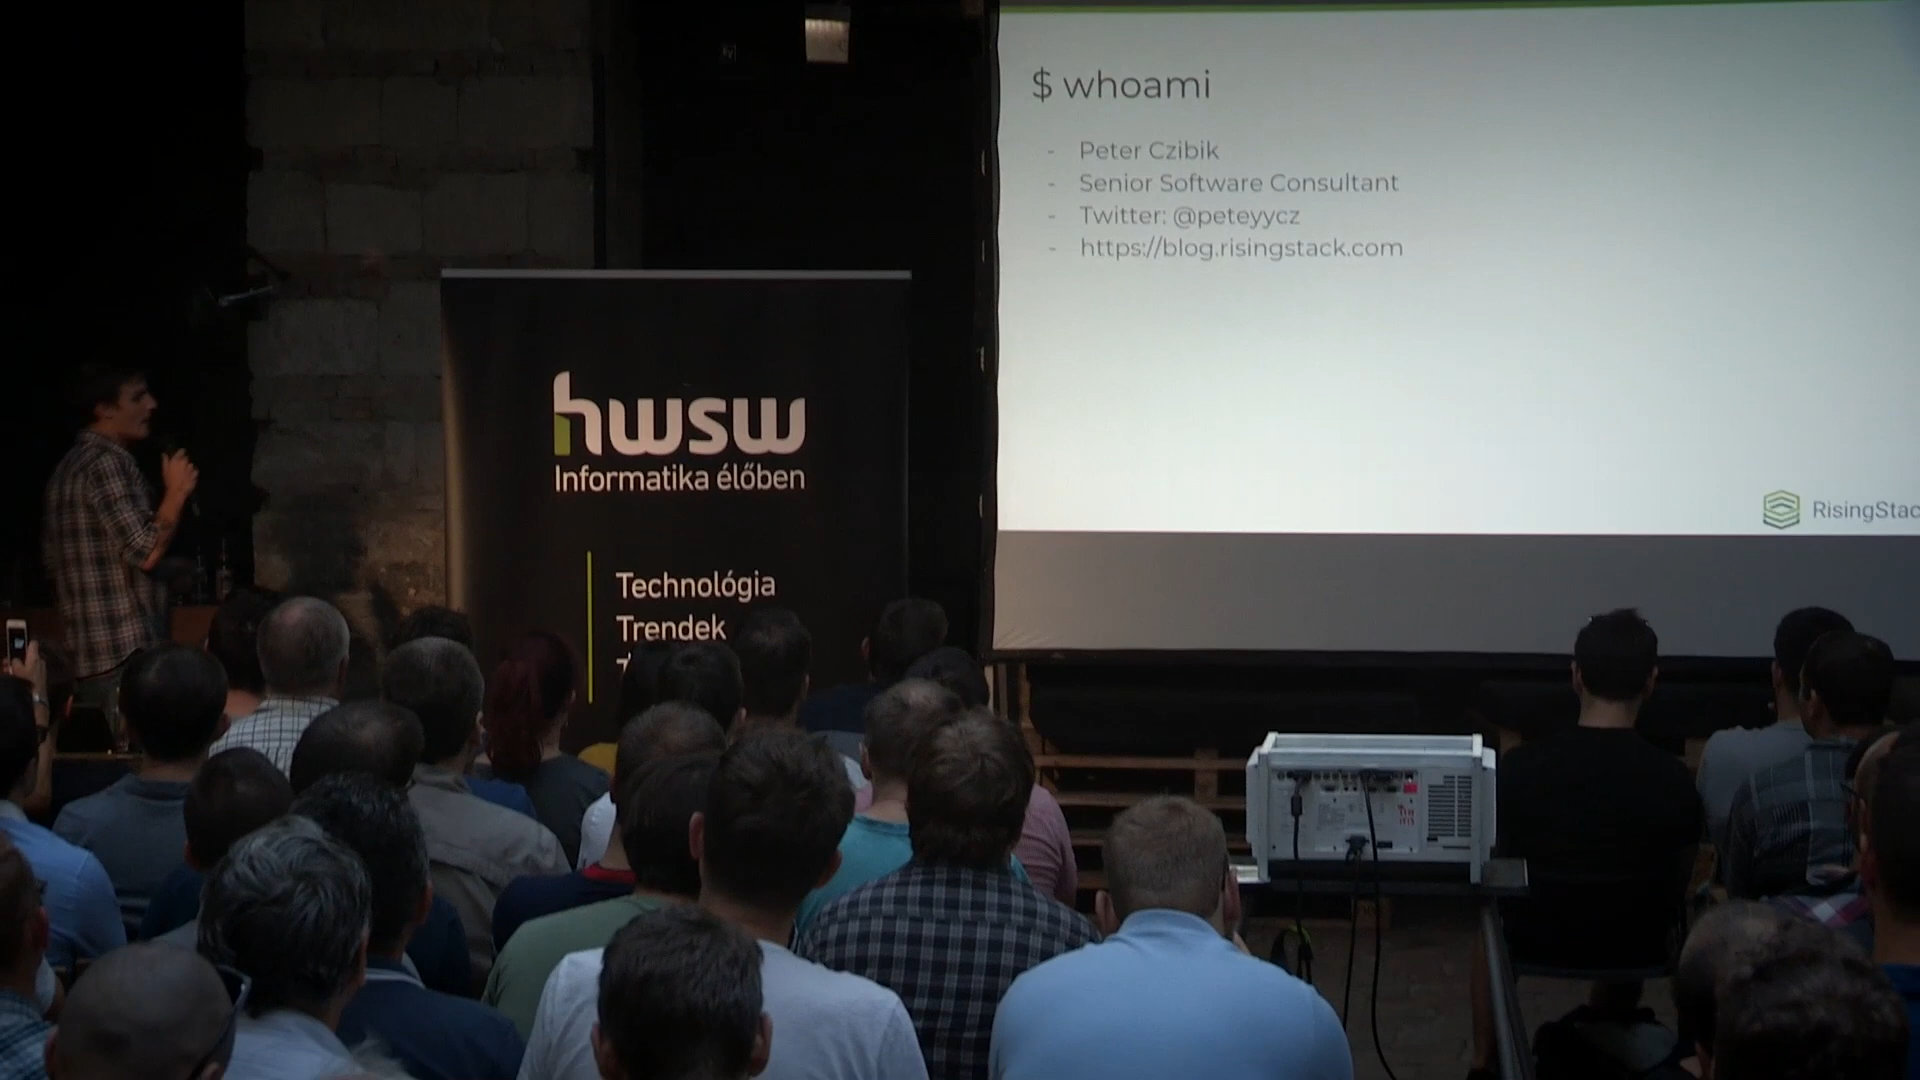 $ whoami
- Peter Czibik
- Senior Software Consultant
- Twitter: @peteyycz
- https://blog.risingstack.com
RisingStac
hwsw
Informatika élőben
Technológia
Trendek